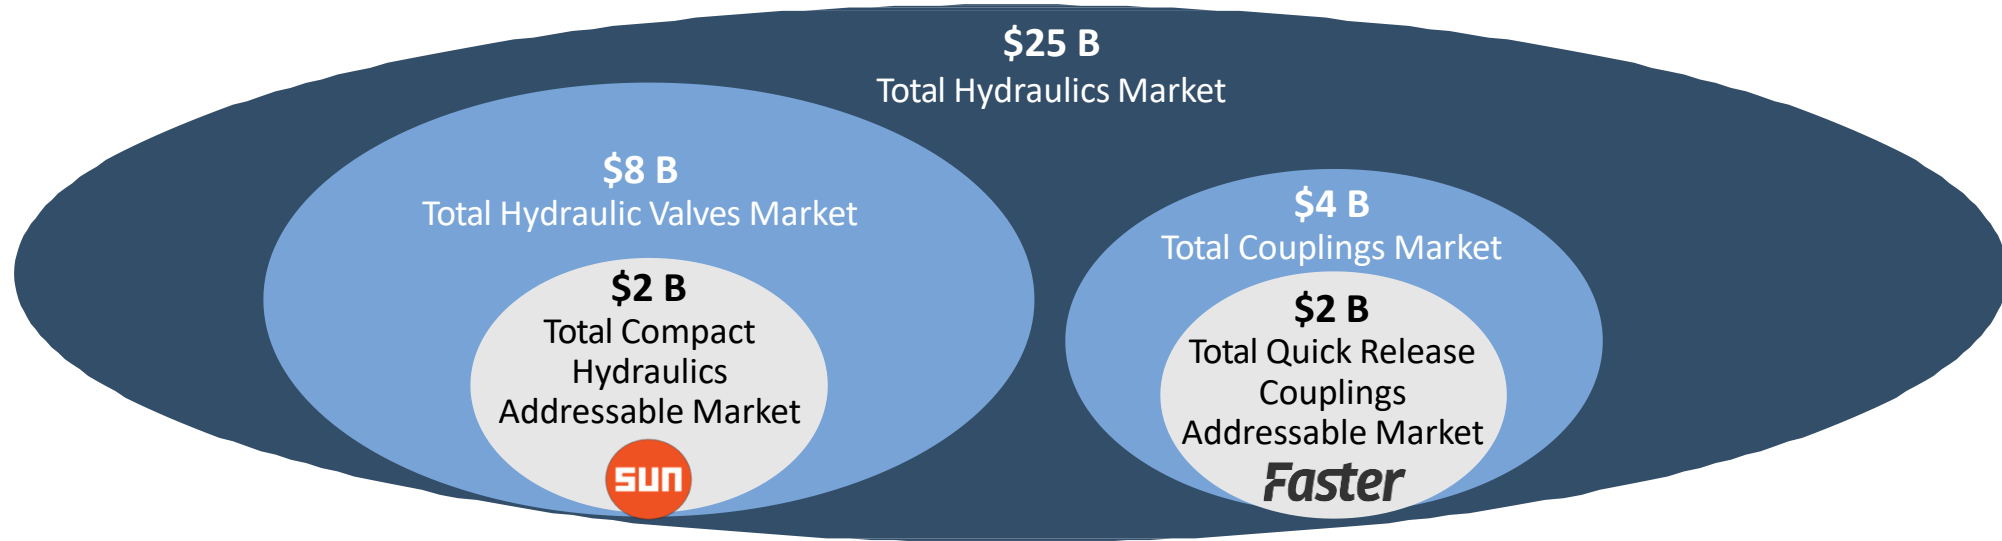 $25 B
Total Hydraulics Market
$8 B
Total Hydraulic Valves Market
$2 B
Total Compact
Hydraulics
Addressable Market
sun
$4 B
Total Couplings Market
$2 B
Total Quick Release
Couplings
Addressable Market
Faster